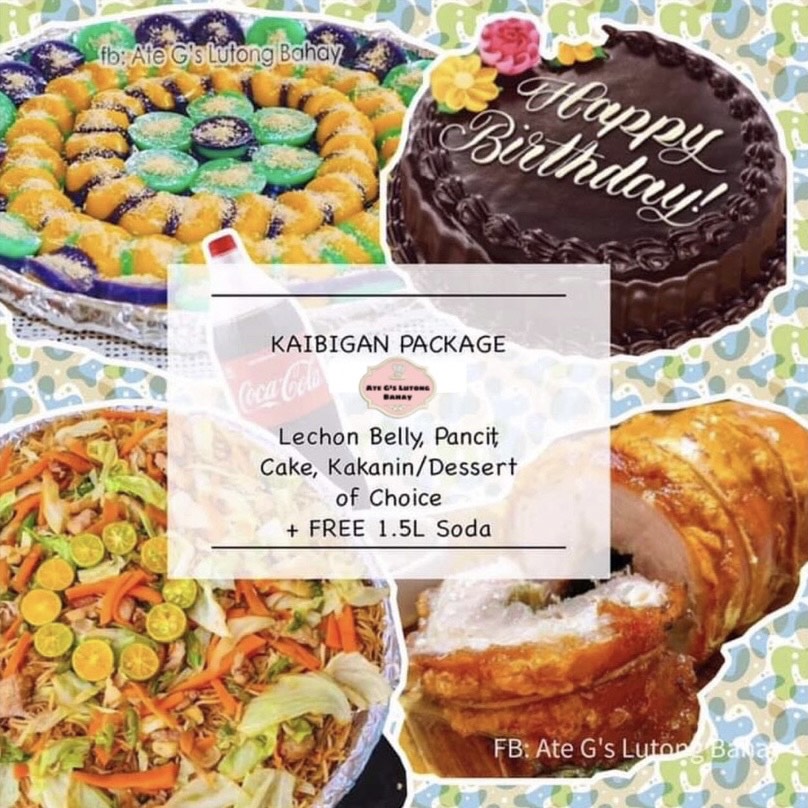 fb: Ate G's Lutong Bahay
Happy
Birthday!
Coca-Cola
KAIBIGAN PACKAGE
ATE G'S LUTONG
BAHAY
Lechon Belly, Pancit,
Cake, Kakanin/Dessert
of Choice
+ FREE 1.5L Soda
FB: Ate G's Lutong Bahay